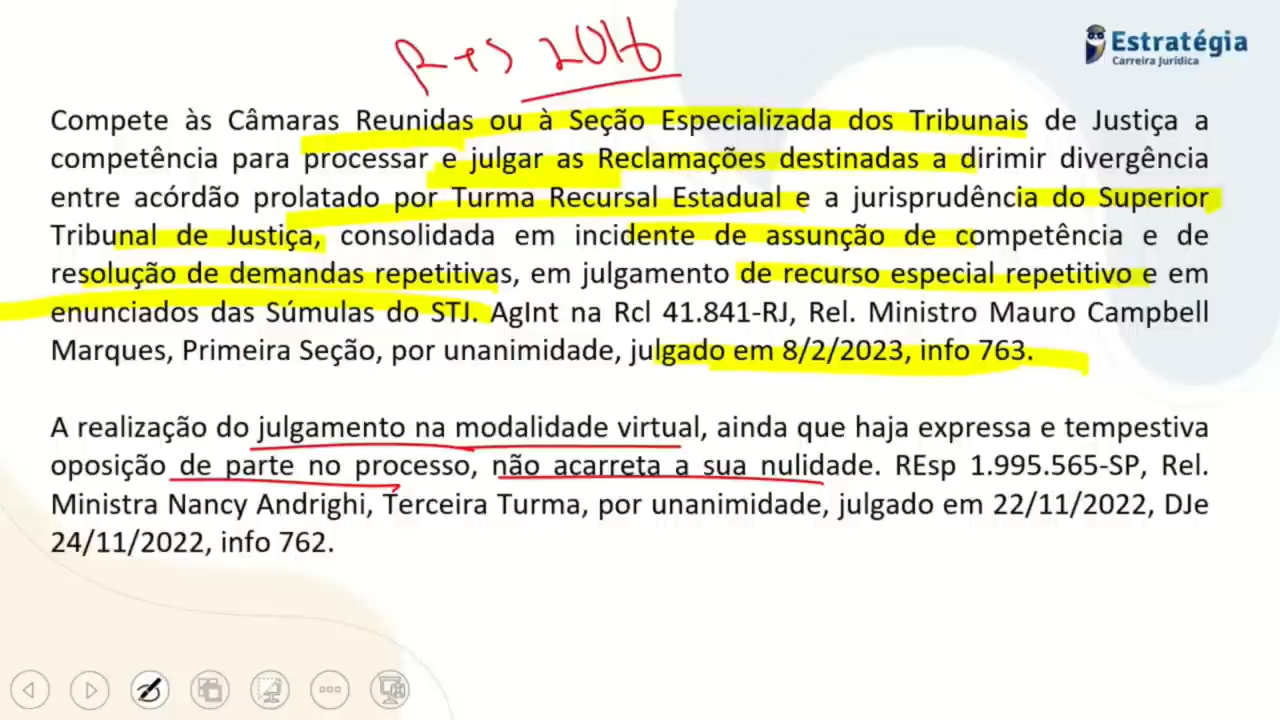 Res 2016
Estratégia
Carreira Jurídica
Compete às Câmaras Reunidas ou à Seção Especializada dos Tribunais de Justiça a
competência para processar e julgar as Reclamações destinadas a dirimir divergência
entre acórdão prolatado por Turma Recursal Estadual e a jurisprudência do Superior
Tribunal de Justiça, consolidada em incidente de assunção de competência e de
resolução de demandas repetitivas, em julgamento de recurso especial repetitivo e em
enunciados das Súmulas do STJ. AgInt na Rcl 41.841-RJ, Rel. Ministro Mauro Campbell
Marques, Primeira Seção, por unanimidade, julgado em 8/2/2023, info 763.
A realização do julgamento na modalidade virtual, ainda que haja expressa e tempestiva
oposição de parte no processo, não acarreta a sua nulidade. REsp 1.995.565-SP, Rel.
Ministra Nancy Andrighi, Terceira Turma, por unanimidade, julgado em 22/11/2022, DJe
24/11/2022, info 762.